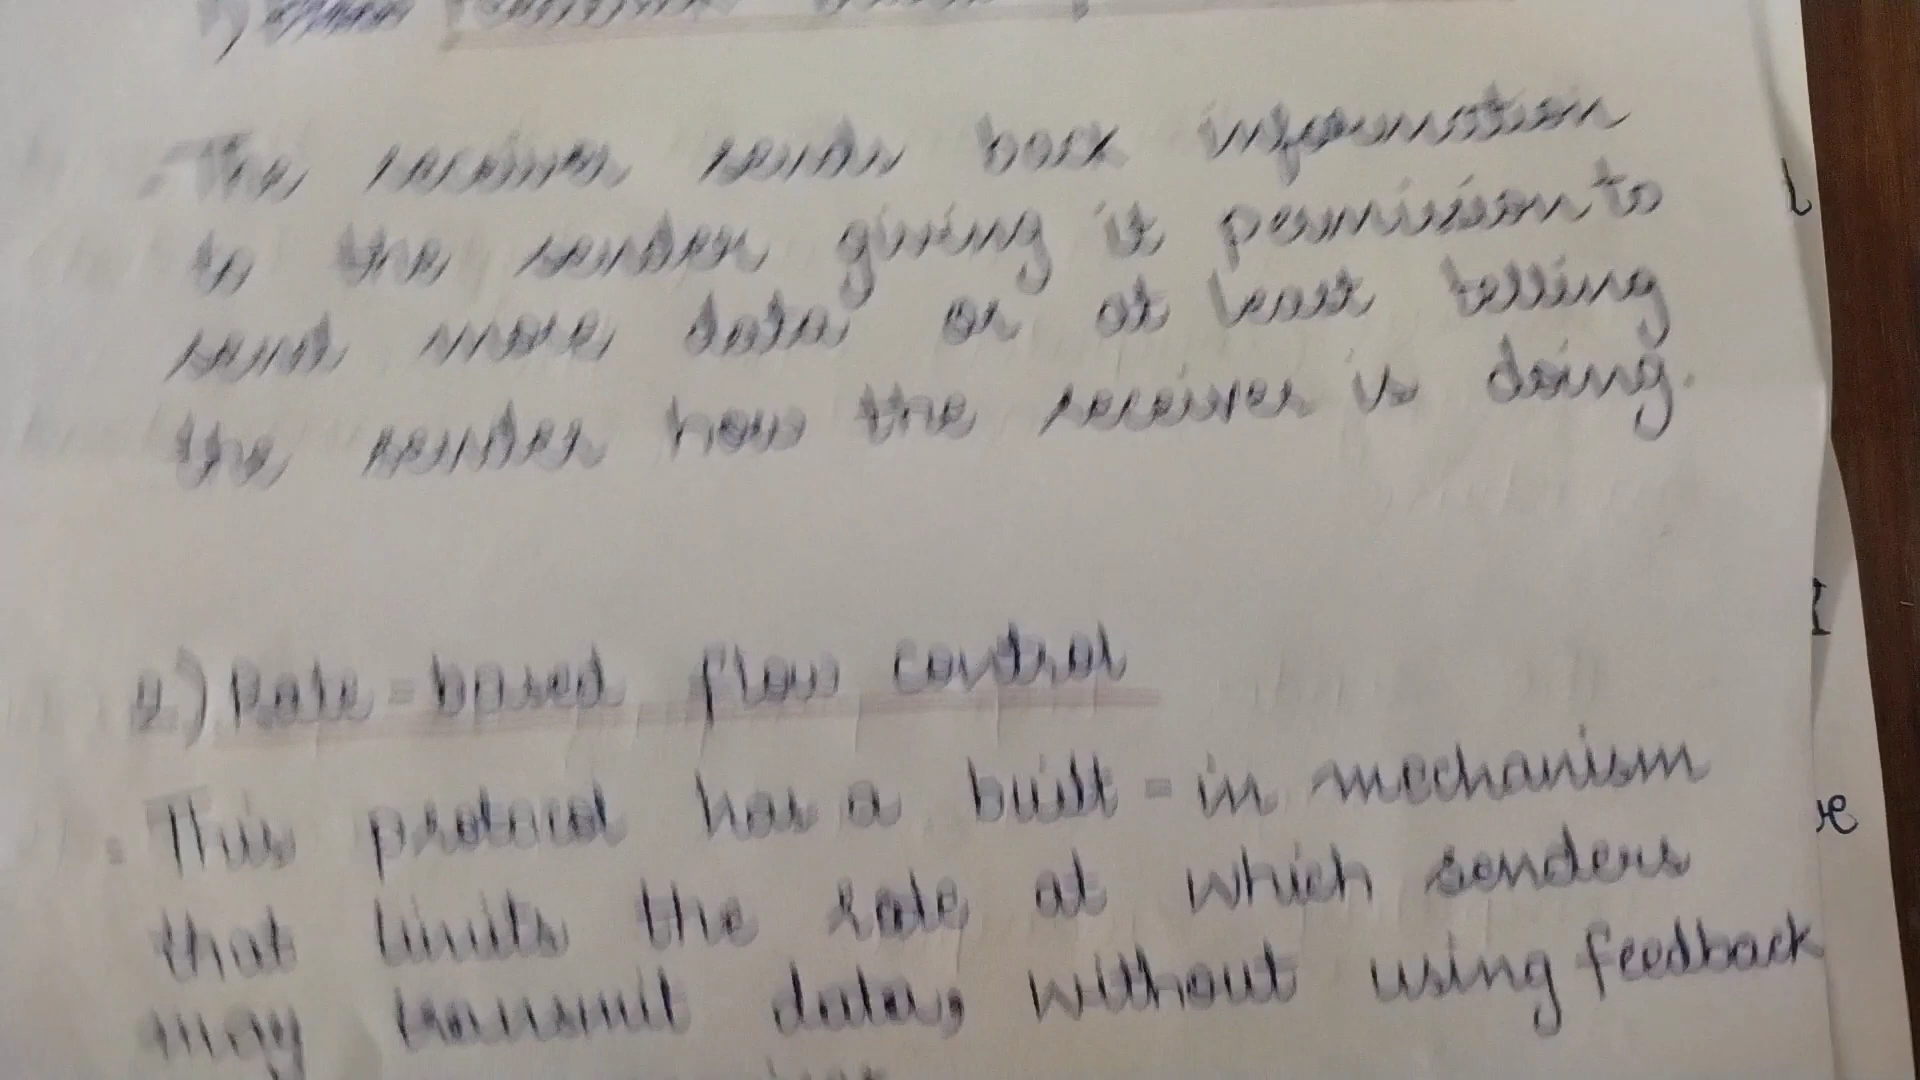 The receiver sends back information
to the sender giving it permission to
send more data or at least telling
the sender how the receiver is doing.
2) Rate-based flow control
This protocol has a built-in mechanism
that limits the rate at which senders
may transmit data, without using feedback